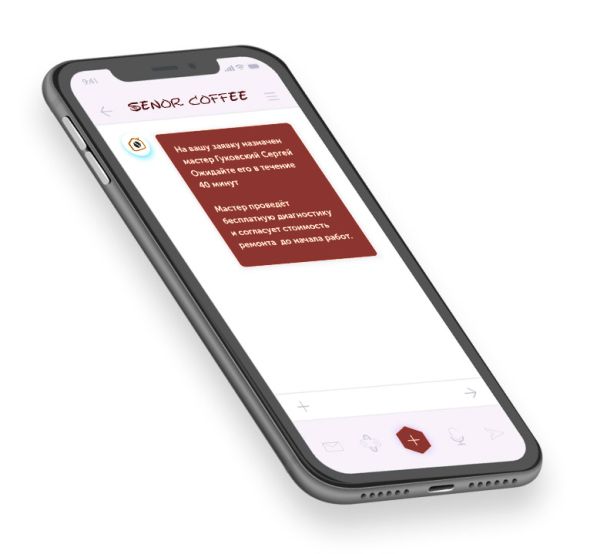 9:41
SENOR COFFEE
На вашу заявку назначен
мастер Гуковский Сергей
Ожидайте его в течение
40 минут
Мастер проведёт
бесплатную диагностику
и согласует стоимость
ремонта до начала работ.